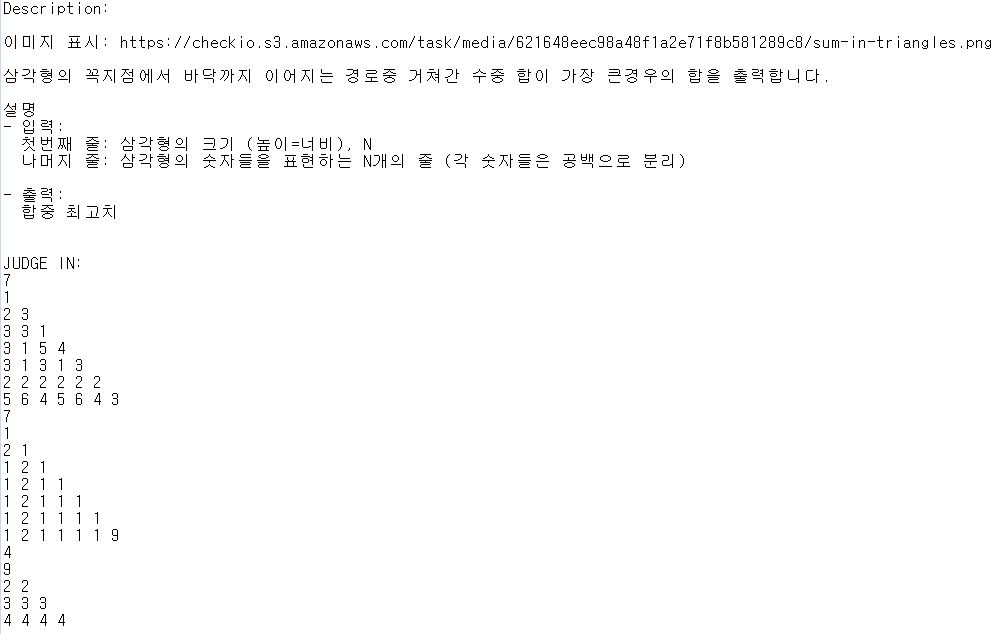 Description:
이미지 표시: https://checkio.s3.amazonaws.com/task/media/621648eec98a48f1a2e71f8b581289c8/sum-in-triangles.png
삼각형의 꼭지점에서 바닥까지 이어지는 경로중 거쳐간 수중 합이 가장 큰경우의 합을 출력합니다.
설명
- 입력:
첫번째 줄: 삼각형의 크기 (높이=너비), N
나머지 줄: 삼각형의 숫자들을 표현하는 N개의 줄 (각 숫자들은 공백으로 분리)
- 출력:
합중 최고치
JUDGE IN:
7
1
2 3
3 3 1
3 1 5 4
3 1 3 1 3
2 2 2 2 2 2
5 6 4 5 6 4 3
7
1
2 1
1 2 1
1 2 1 1
1 2 1 1 1
1 2 1 1 1 1
1 2 1 1 1 1 9
4
9
2 2
3 3 3
4 4 4 4